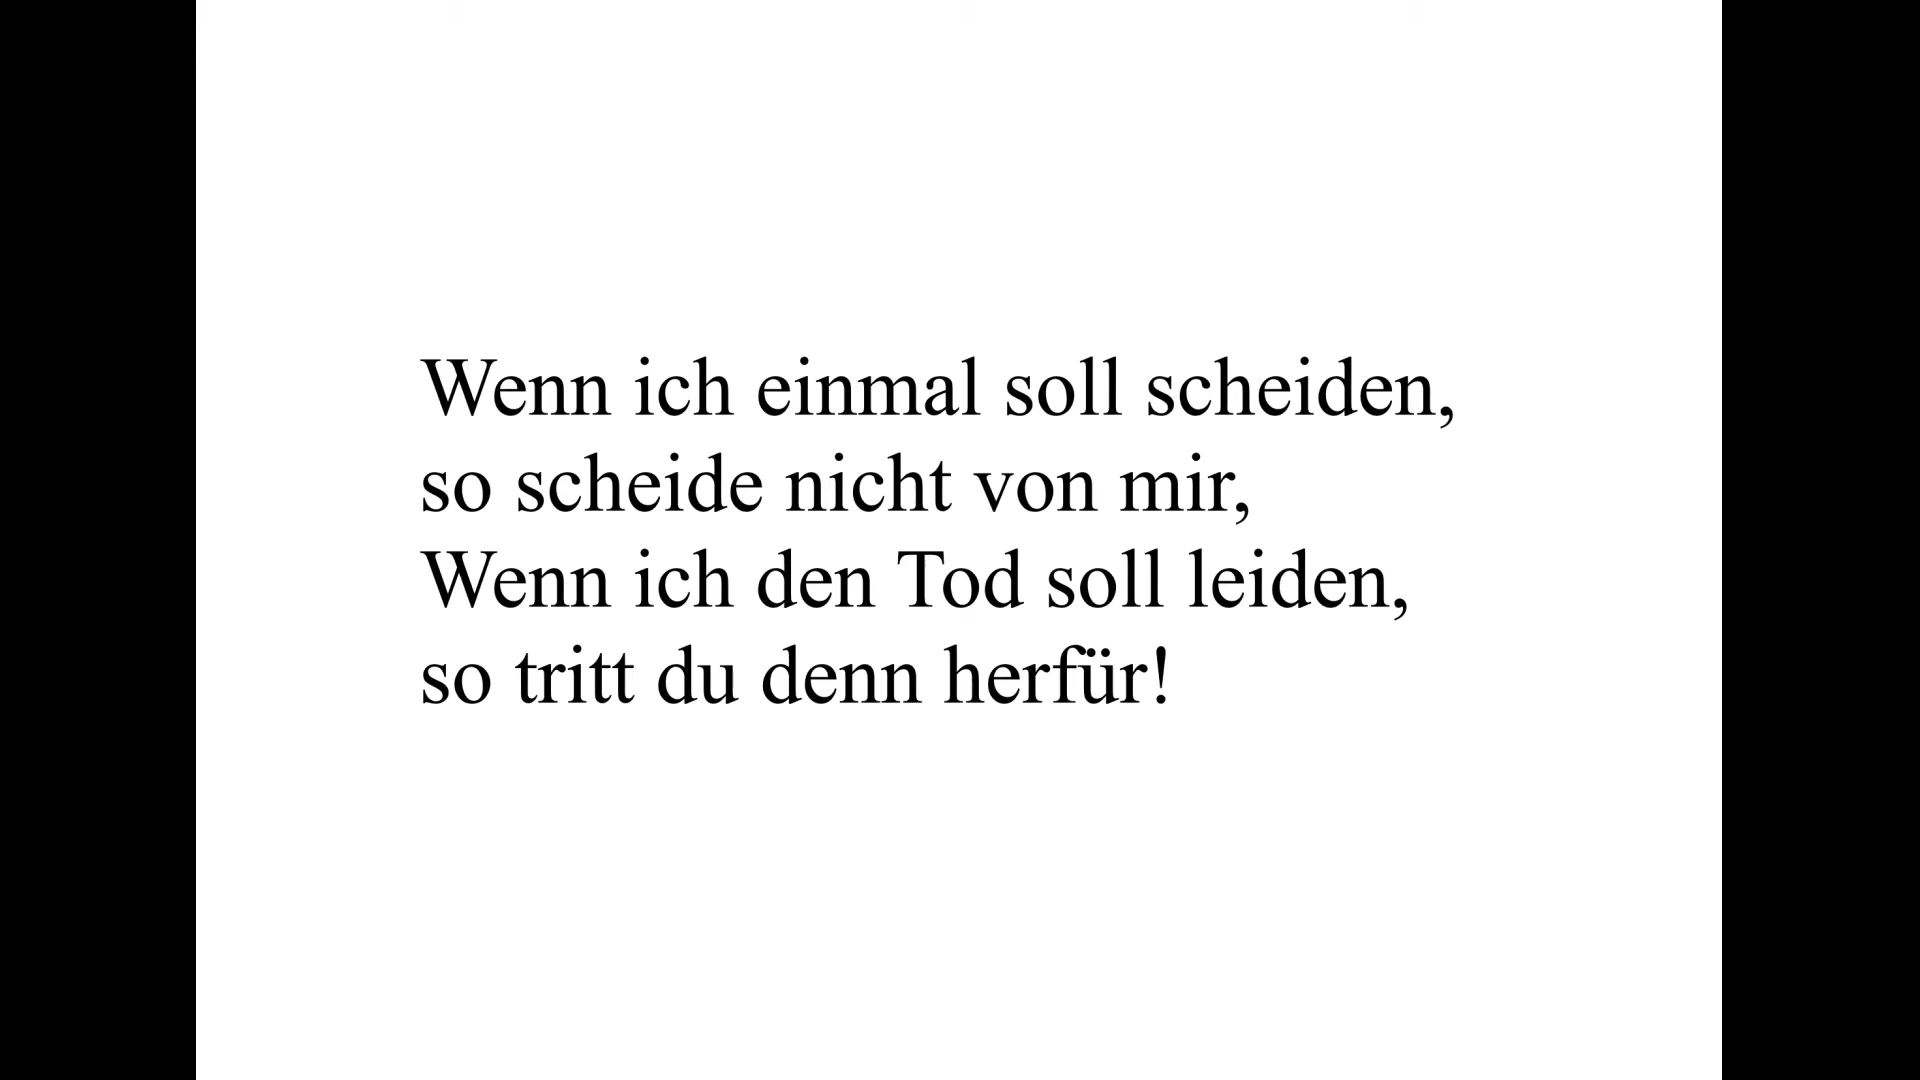 Wenn ich einmal soll scheiden,
so scheide nicht von mir,
Wenn ich den Tod soll leiden,
so tritt du denn herfür!